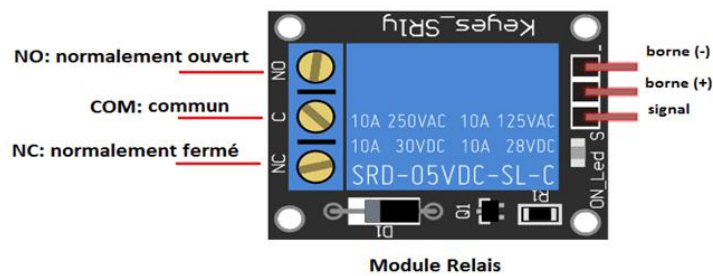 Keyes_SR1y
-
NO: normalement ouvert
NO
borne (-)
borne (+)
COM: commun
C
signal
10A 250VAC 10A 125VAC
10A 30VDC 10A 28VDC
NC: normalement fermé
NC
SRD-05VDC-SL-C
S
ON_Led
D1
Q1
R1
Module Relais